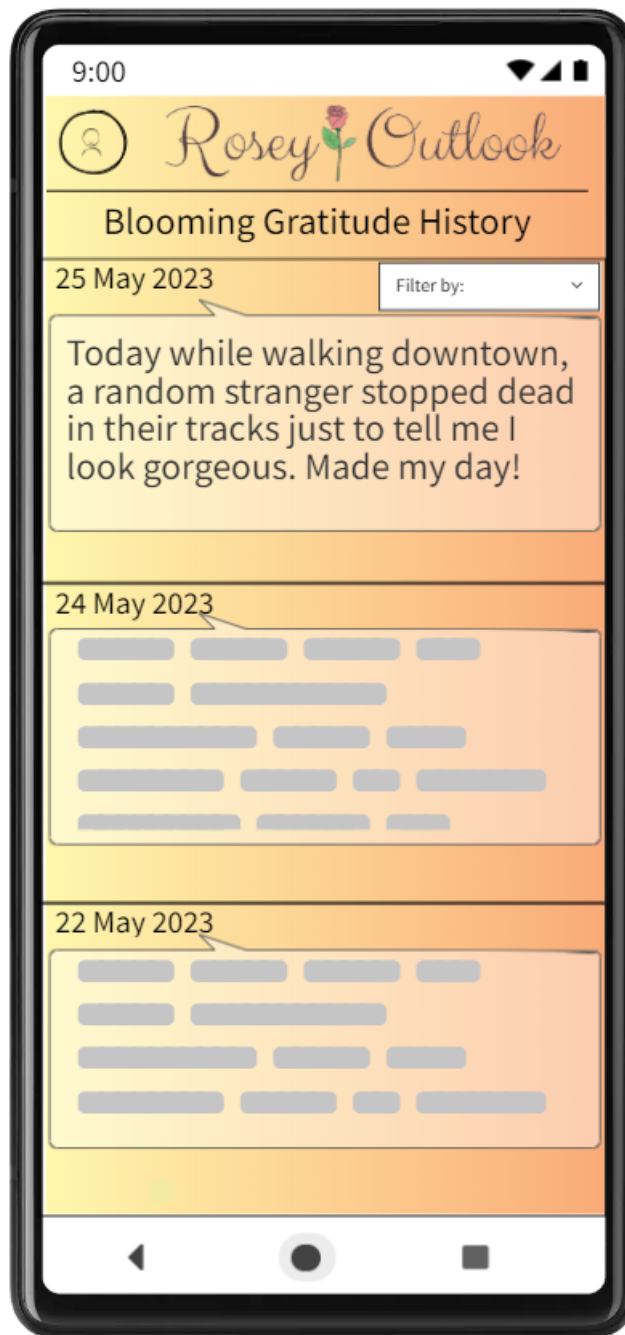 9:00
Rosey Outlook
Blooming Gratitude History
25 May 2023
Filter by:
Today while walking downtown,
a random stranger stopped dead
in their tracks just to tell me I
look gorgeous. Made my day!
24 May 2023
22 May 2023